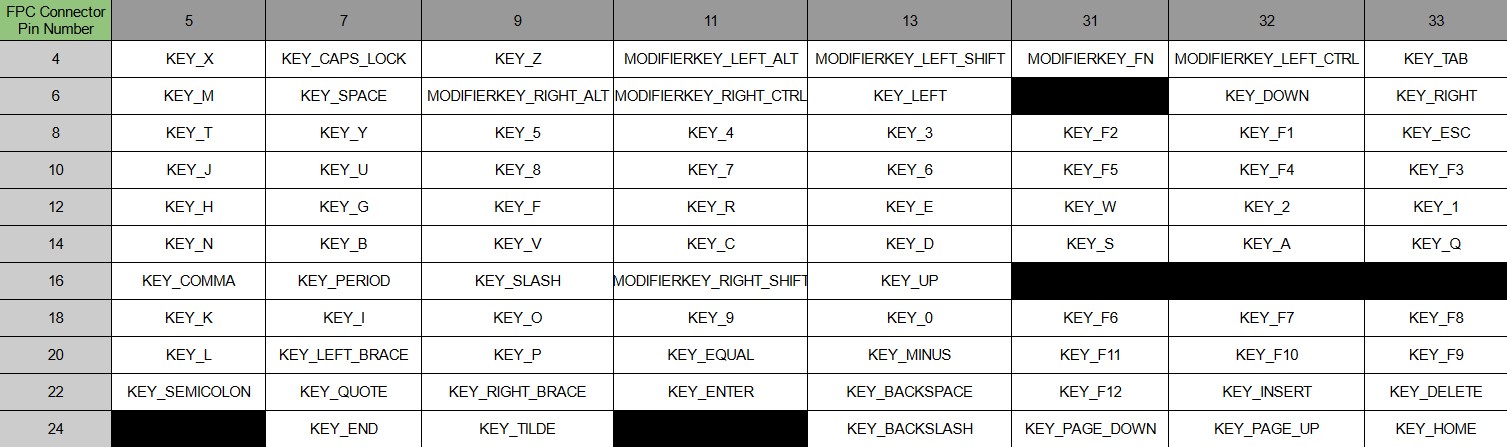 FPC Connector
Pin Number 5 7 9 11 13 31 32 33
4 KEY_X KEY_CAPS_LOCK KEY_Z MODIFIERKEY_LEFT_ALT MODIFIERKEY_LEFT_SHIFT MODIFIERKEY_FN MODIFIERKEY_LEFT_CTRL KEY_TAB
6 KEY_M KEY_SPACE MODIFIERKEY_RIGHT_ALT MODIFIERKEY_RIGHT_CTRL KEY_LEFT KEY_DOWN KEY_RIGHT
8 KEY_T KEY_Y KEY_5 KEY_4 KEY_3 KEY_F2 KEY_F1 KEY_ESC
10 KEY_J KEY_U KEY_8 KEY_7 KEY_6 KEY_F5 KEY_F4 KEY_F3
12 KEY_H KEY_G KEY_F KEY_R KEY_E KEY_W KEY_2 KEY_1
14 KEY_N KEY_B KEY_V KEY_C KEY_D KEY_S KEY_A KEY_Q
16 KEY_COMMA KEY_PERIOD KEY_SLASH MODIFIERKEY_RIGHT_SHIFT KEY_UP
18 KEY_K KEY_I KEY_O KEY_9 KEY_0 KEY_F6 KEY_F7 KEY_F8
20 KEY_L KEY_LEFT_BRACE KEY_P KEY_EQUAL KEY_MINUS KEY_F11 KEY_F10 KEY_F9
22 KEY_SEMICOLON KEY_QUOTE KEY_RIGHT_BRACE KEY_ENTER KEY_BACKSPACE KEY_F12 KEY_INSERT KEY_DELETE
24 KEY_END KEY_TILDE KEY_BACKSLASH KEY_PAGE_DOWN KEY_PAGE_UP KEY_HOME